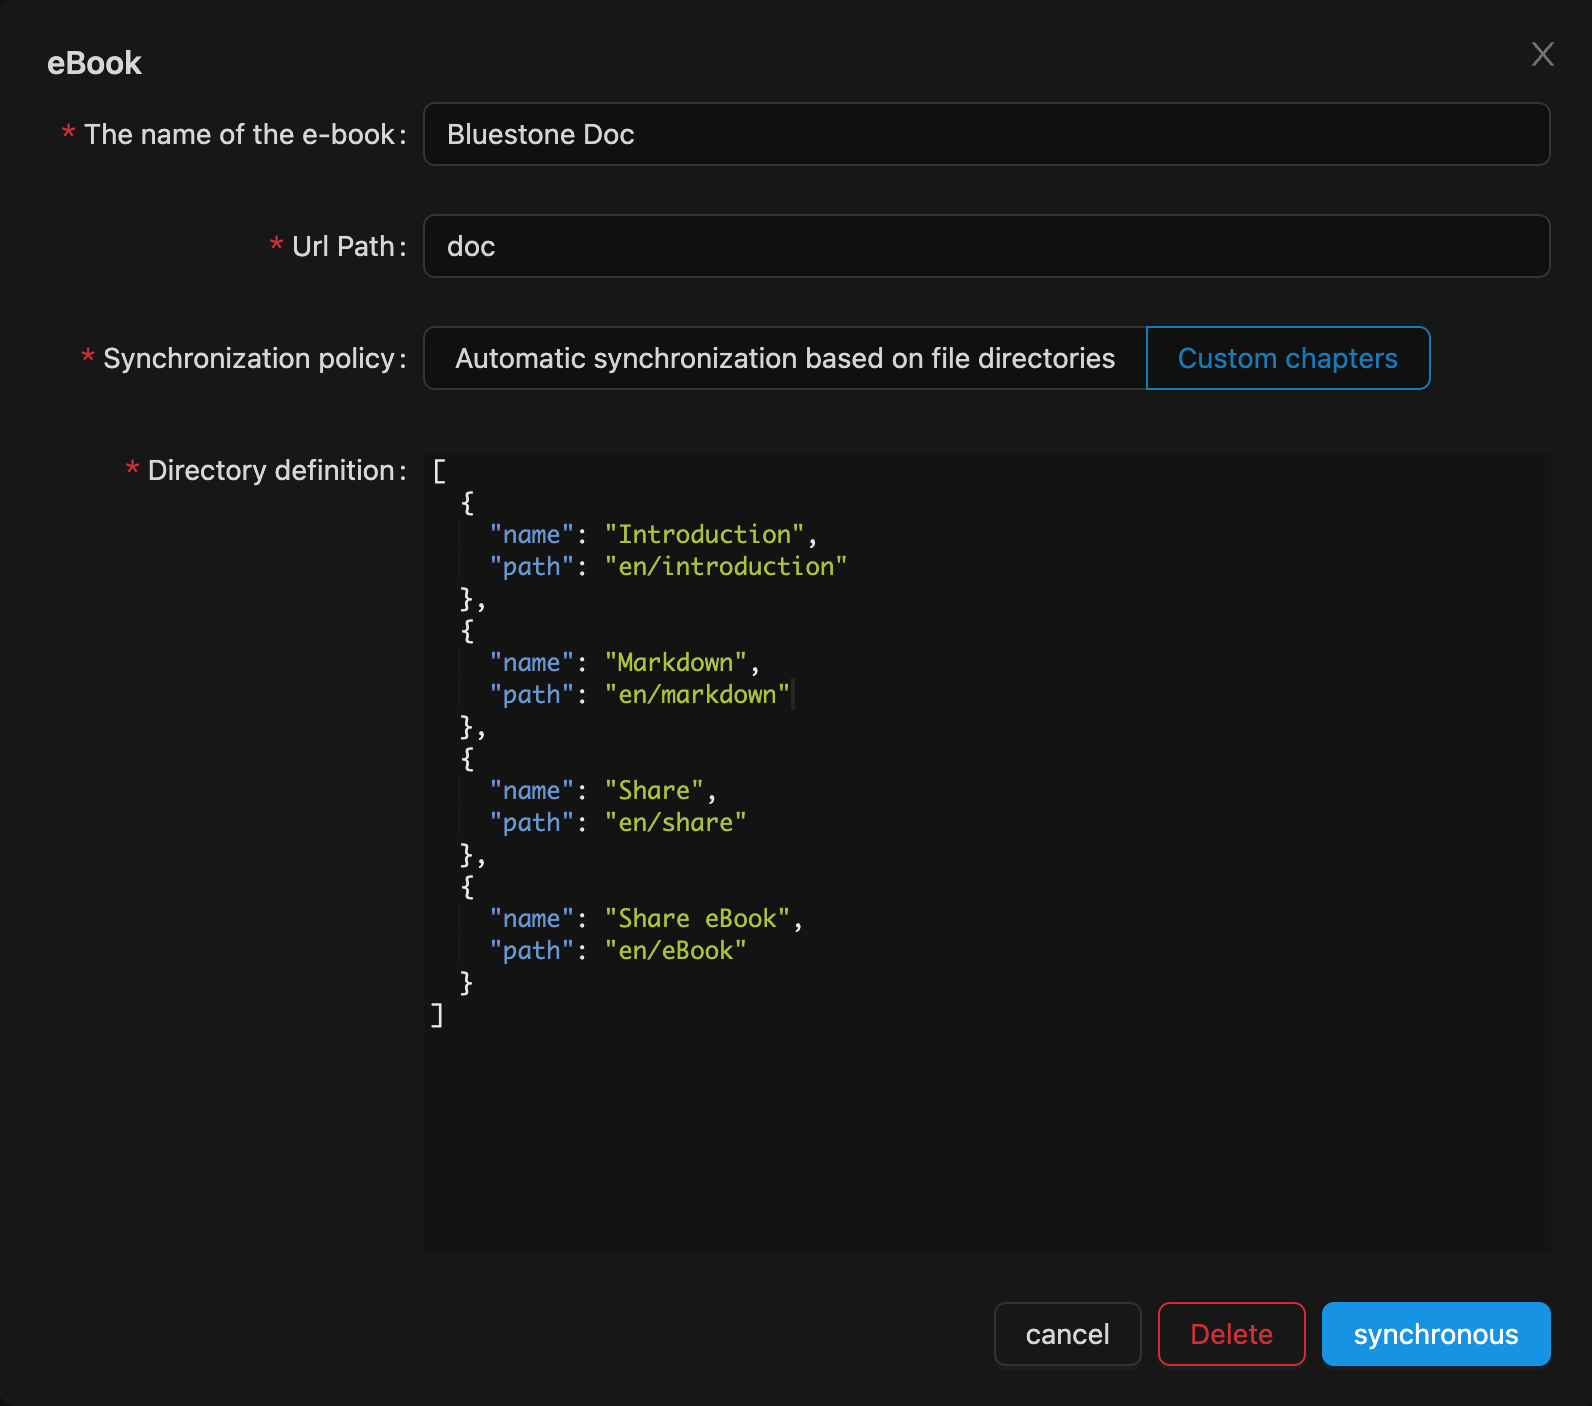 eBook
* The name of the e-book: Bluestone Doc
* Url Path: doc
* Synchronization policy: Automatic synchronization based on file directories Custom chapters
* Directory definition: [
  {
    "name": "Introduction",
    "path": "en/introduction"
  },
  {
    "name": "Markdown",
    "path": "en/markdown"
  },
  {
    "name": "Share",
    "path": "en/share"
  },
  {
    "name": "Share eBook",
    "path": "en/eBook"
  }
]
cancel Delete synchronous